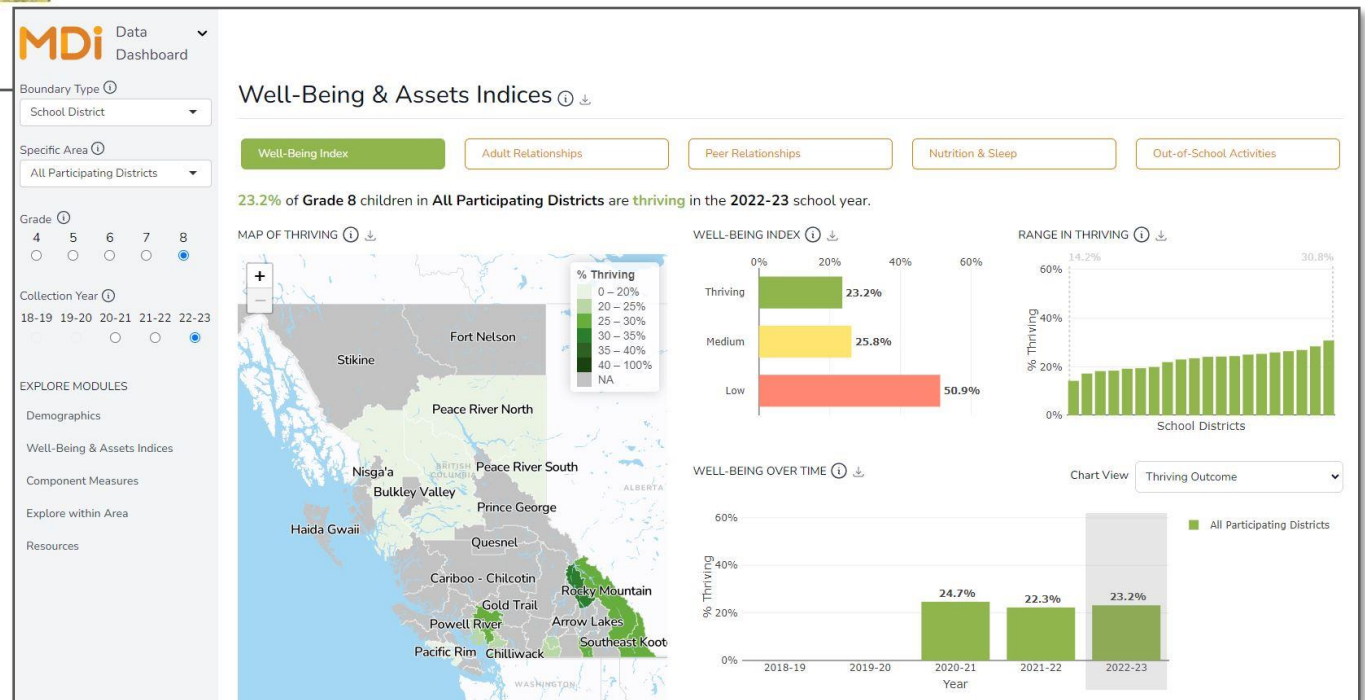 MDi
Data
Dashboard
Boundary Type
School District
Specific Area
All Participating Districts
Grade
4 5 6 7 8
Collection Year
18-19 19-20 20-21 21-22 22-23
EXPLORE MODULES
Demographics
Well-Being & Assets Indices
Component Measures
Explore within Area
Resources
Well-Being & Assets Indices
Well-Being Index
Adult Relationships
Peer Relationships
Nutrition & Sleep
Out-of-School Activities
23.2% of Grade 8 children in All Participating Districts are thriving in the 2022-23 school year.
MAP OF THRIVING
+
−
% Thriving
0 – 20%
20 – 25%
25 – 30%
30 – 35%
35 – 40%
40 – 100%
NA
Fort Nelson
Stikine
Peace River North
Nisga'a
BRITISH
COLUMBIA
Peace River South
ALBERTA
Bulkley Valley
Prince George
Haida Gwaii
Quesnel
Cariboo - Chilcotin
Rocky Mountain
Gold Trail
Powell River
Arrow Lakes
Southeast Koot
Pacific Rim
Chilliwack
WASHINGTON
WELL-BEING INDEX
0% 20% 40% 60%
Thriving 23.2%
Medium 25.8%
Low 50.9%
RANGE IN THRIVING
14.2% 30.8%
60%
40%
20%
0%
% Thriving
School Districts
WELL-BEING OVER TIME
Chart View
Thriving Outcome
All Participating Districts
60%
40%
20%
0%
% Thriving
24.7% 22.3% 23.2%
2018-19 2019-20 2020-21 2021-22 2022-23
Year